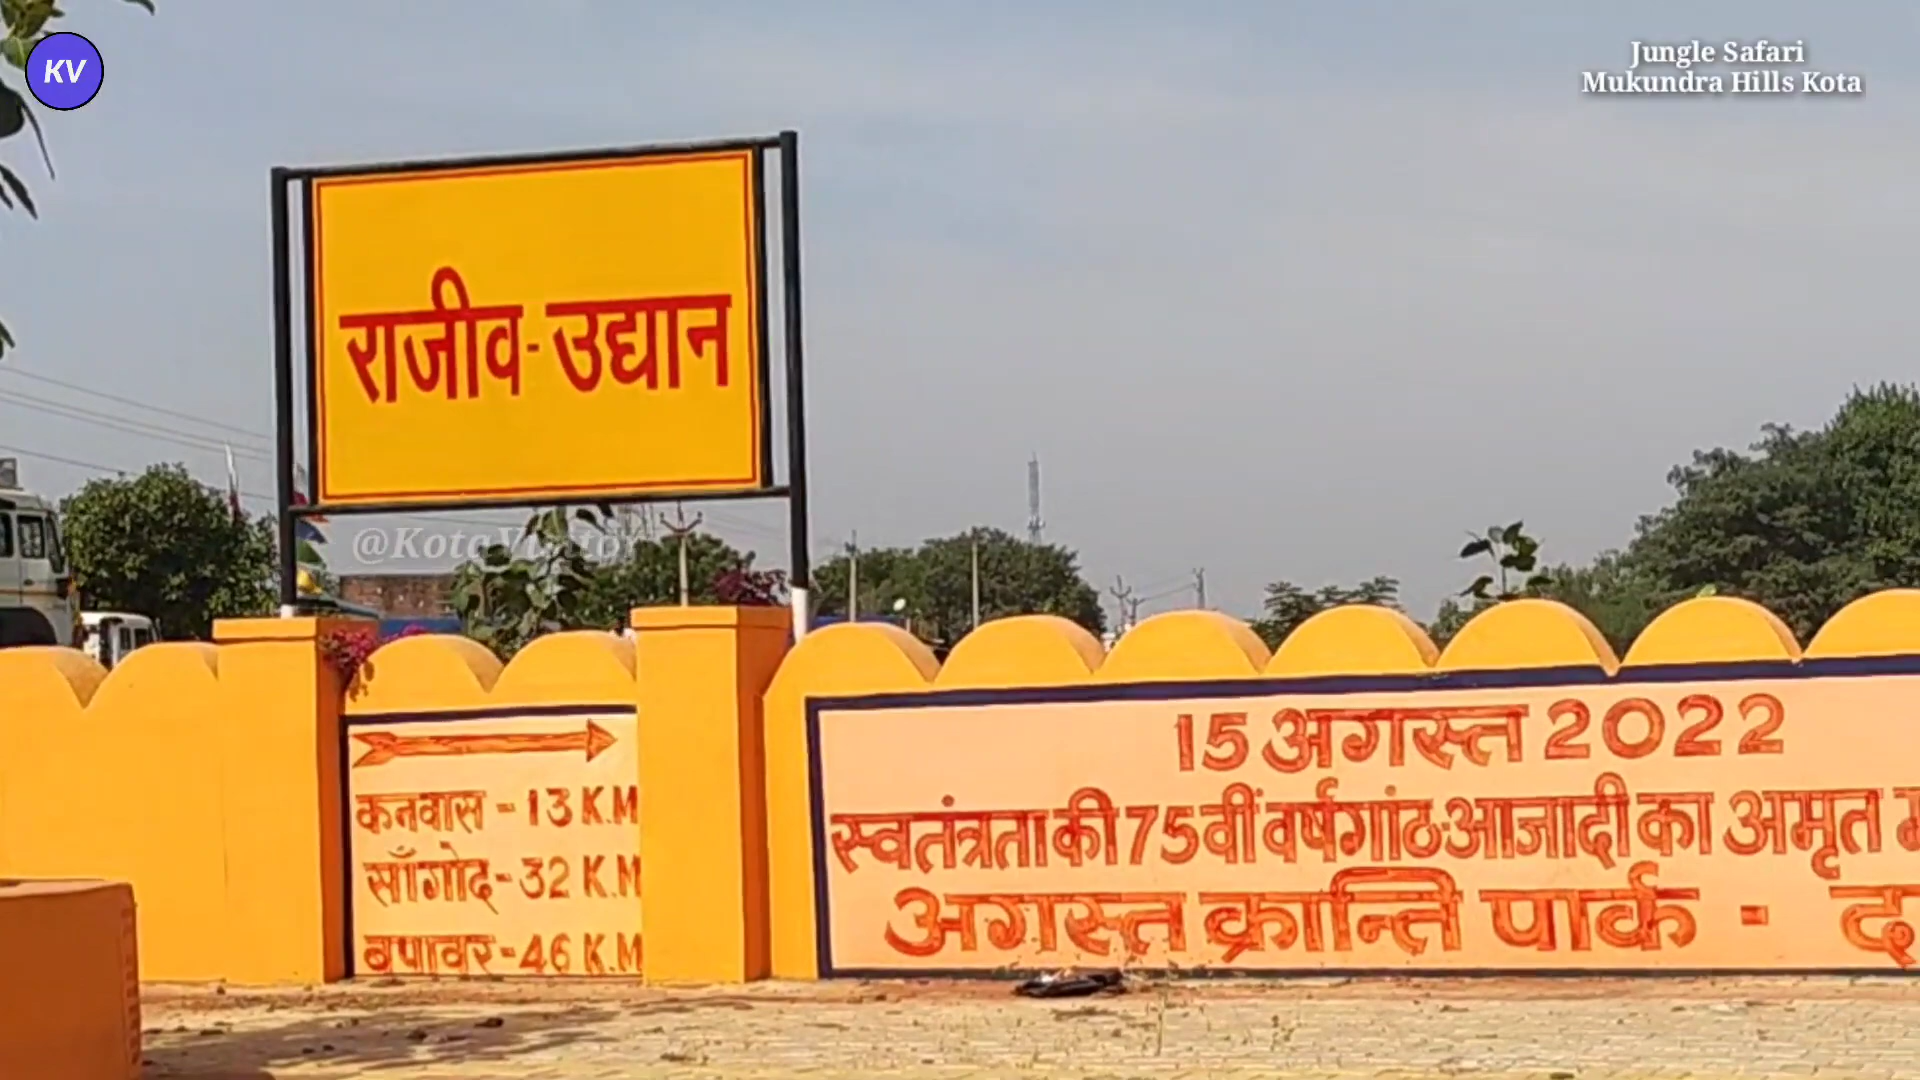 KV
Jungle Safari
Mukundra Hills Kota
राजीव-उद्यान
@KotaVisitor
कनवास - 13 K.M
साँगोद - 32 K.M
बपावर - 46 K.M
15 अगस्त 2022
स्वतंत्रता की 75 वीं वर्षगांठ-आजादी का अमृत
अगस्त क्रान्ति पार्क -